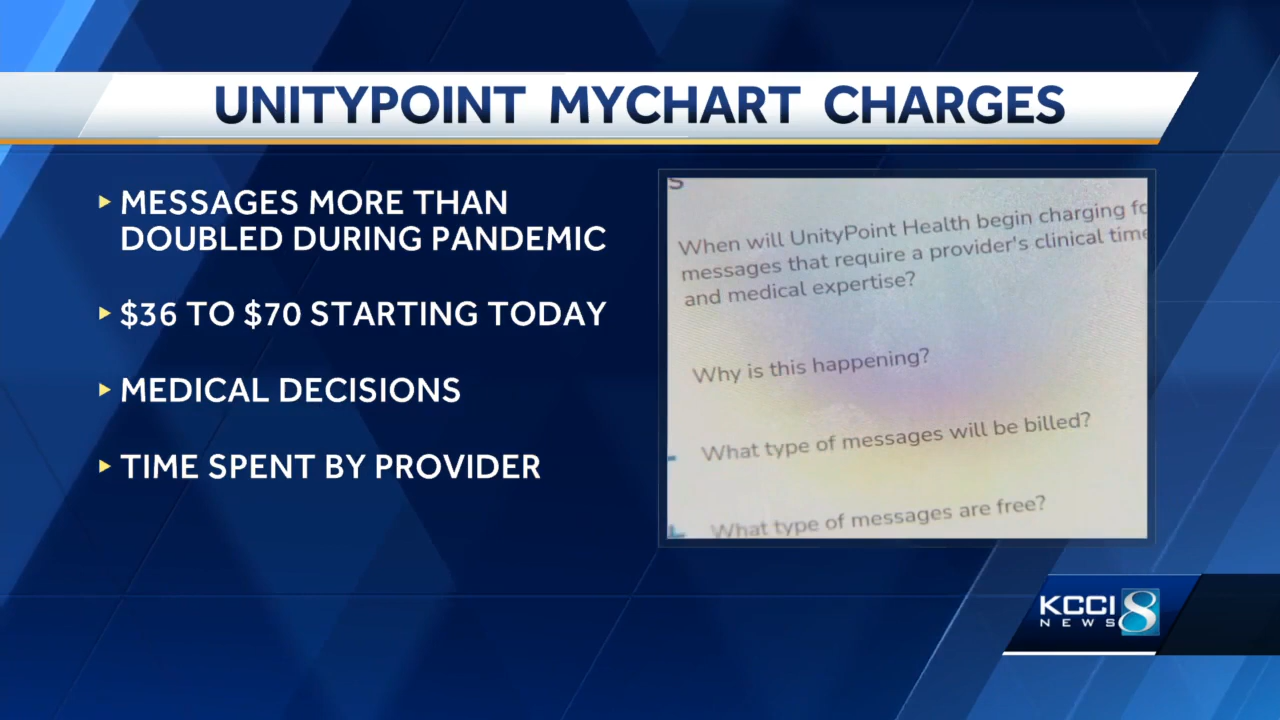 UNITYPOINT MYCHART CHARGES
MESSAGES MORE THAN
DOUBLED DURING PANDEMIC
$36 TO $70 STARTING TODAY
MEDICAL DECISIONS
TIME SPENT BY PROVIDER
S
When will UnityPoint Health begin charging fo
messages that require a provider's clinical time
and medical expertise?
Why is this happening?
What type of messages will be billed?
What type of messages are free?
KCCI 8
NEWS